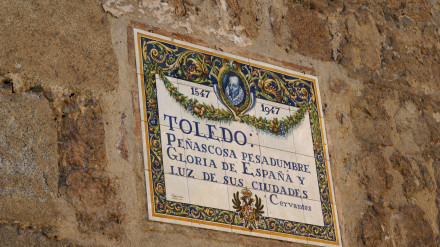 1547 1947
TOLEDO:
PEÑASCOSA PESADUMBRE
GLORIA DE ESPAÑA Y
LUZ DE SUS CIUDADES
Cervantes